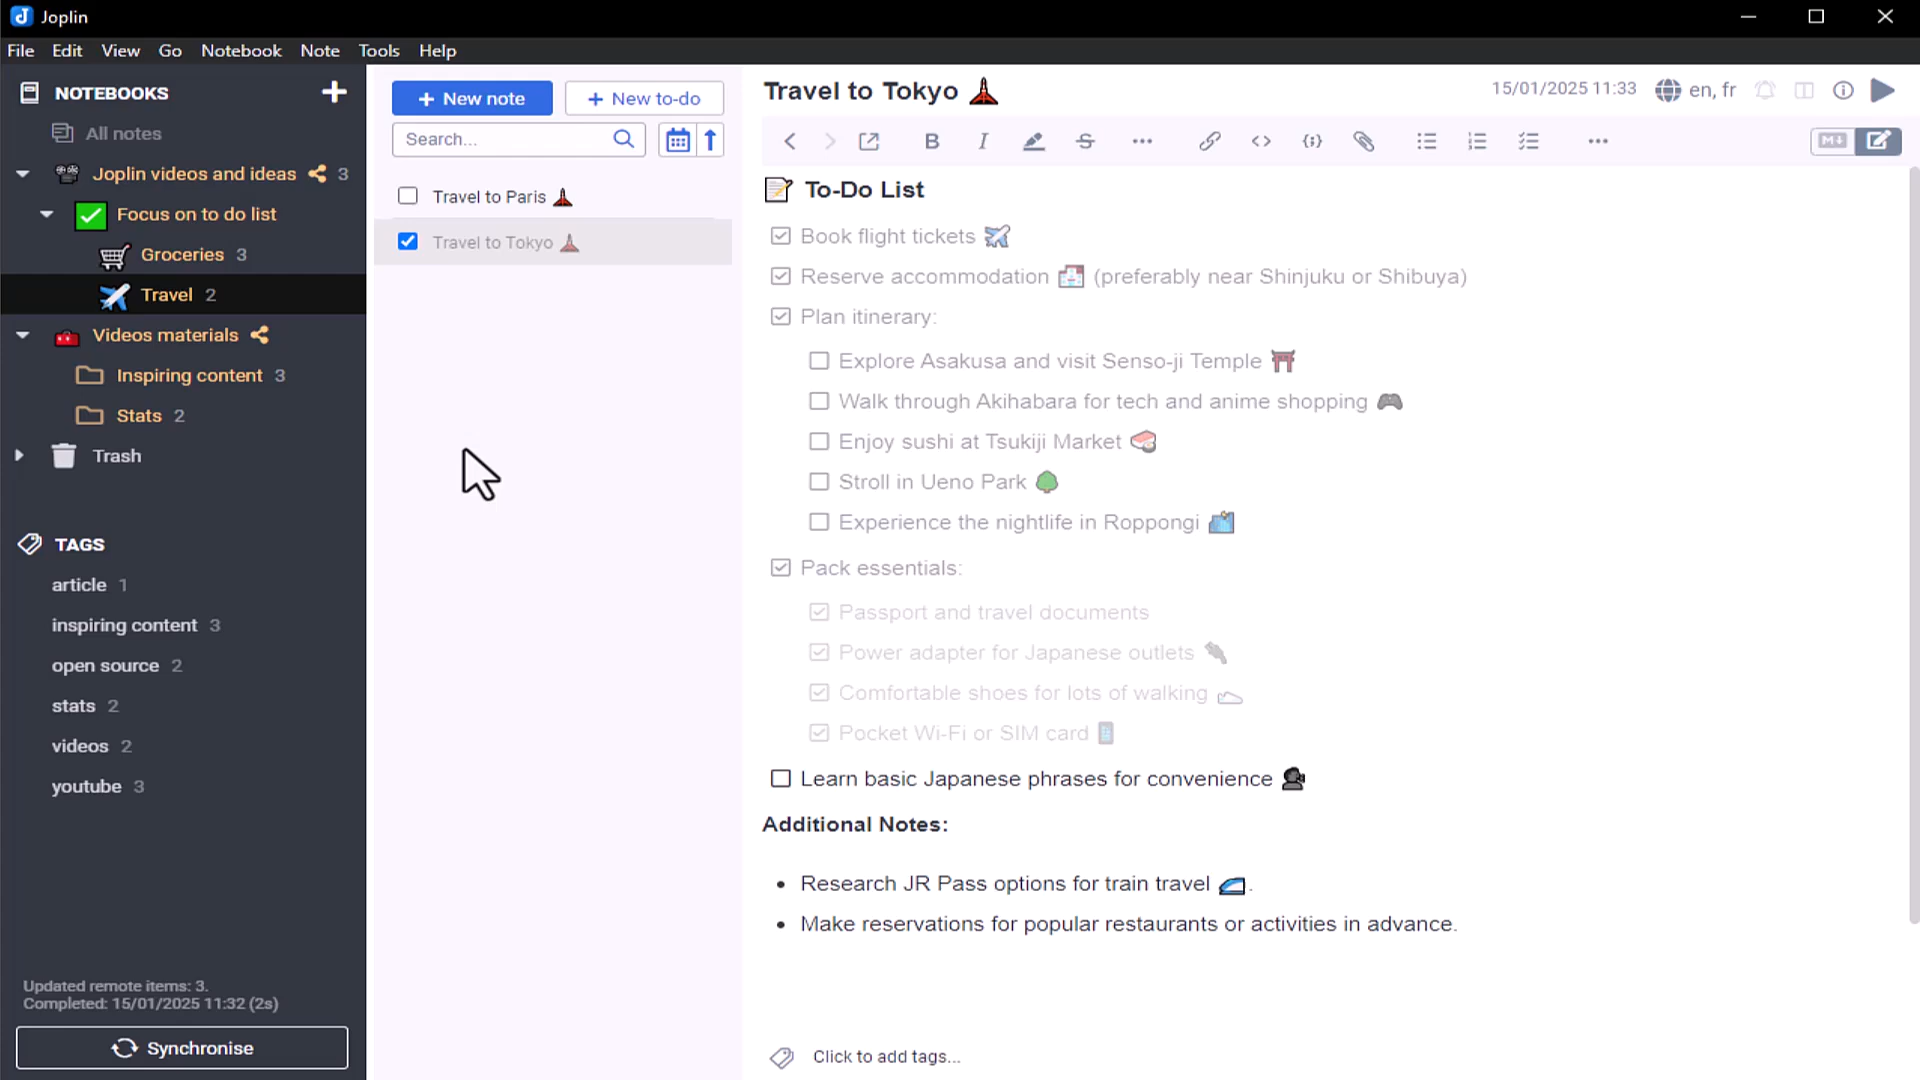 Joplin
File Edit View Go Notebook Note Tools Help
NOTEBOOKS
All notes
Joplin videos and ideas 3
Focus on to do list
Groceries 3
Travel 2
Videos materials
Inspiring content 3
Stats 2
Trash
TAGS
article 1
inspiring content 3
open source 2
stats 2
videos 2
youtube 3
Updated remote items: 3.
Completed: 15/01/2025 11:32 (2s)
Synchronise
+ New note
+ New to-do
Search...
Travel to Paris
Travel to Tokyo
Travel to Tokyo
15/01/2025 11:33
en, fr
To-Do List
Book flight tickets
Reserve accommodation (preferably near Shinjuku or Shibuya)
Plan itinerary:
Explore Asakusa and visit Senso-ji Temple
Walk through Akihabara for tech and anime shopping
Enjoy sushi at Tsukiji Market
Stroll in Ueno Park
Experience the nightlife in Roppongi
Pack essentials:
Passport and travel documents
Power adapter for Japanese outlets
Comfortable shoes for lots of walking
Pocket Wi-Fi or SIM card
Learn basic Japanese phrases for convenience
Additional Notes:
• Research JR Pass options for train travel .
• Make reservations for popular restaurants or activities in advance.
Click to add tags...